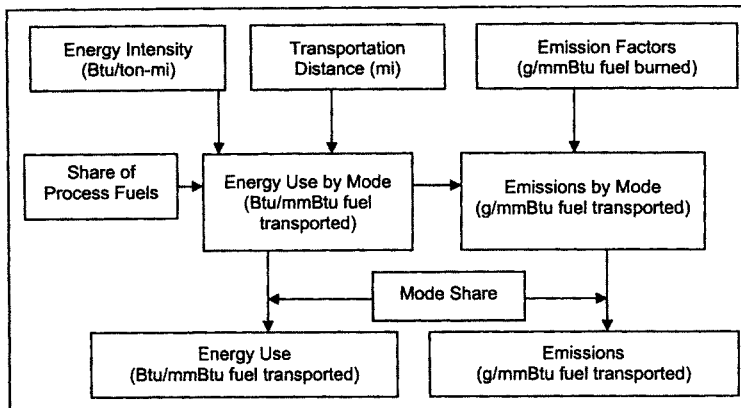 Energy Intensity
(Btu/ton-mi)
Transportation
Distance (mi)
Emission Factors
(g/mmBtu fuel burned)
Share of
Process Fuels
Energy Use by Mode
(Btu/mmBtu fuel
transported)
Emissions by Mode
(g/mmBtu fuel transported)
Mode Share
Energy Use
(Btu/mmBtu fuel transported)
Emissions
(g/mmBtu fuel transported)